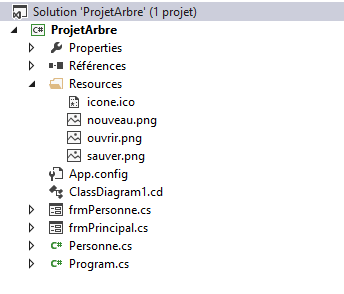 Solution 'ProjetArbre' (1 projet)
C# ProjetArbre
Properties
Références
Resources
icone.ico
nouveau.png
ouvrir.png
sauver.png
App.config
ClassDiagram1.cd
frmPersonne.cs
frmPrincipal.cs
C# Personne.cs
C# Program.cs